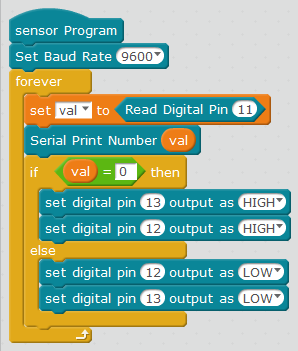 sensor Program
Set Baud Rate 9600
forever
set val to Read Digital Pin 11
Serial Print Number val
if val = 0 then
set digital pin 13 output as HIGH
set digital pin 12 output as HIGH
else
set digital pin 12 output as LOW
set digital pin 13 output as LOW